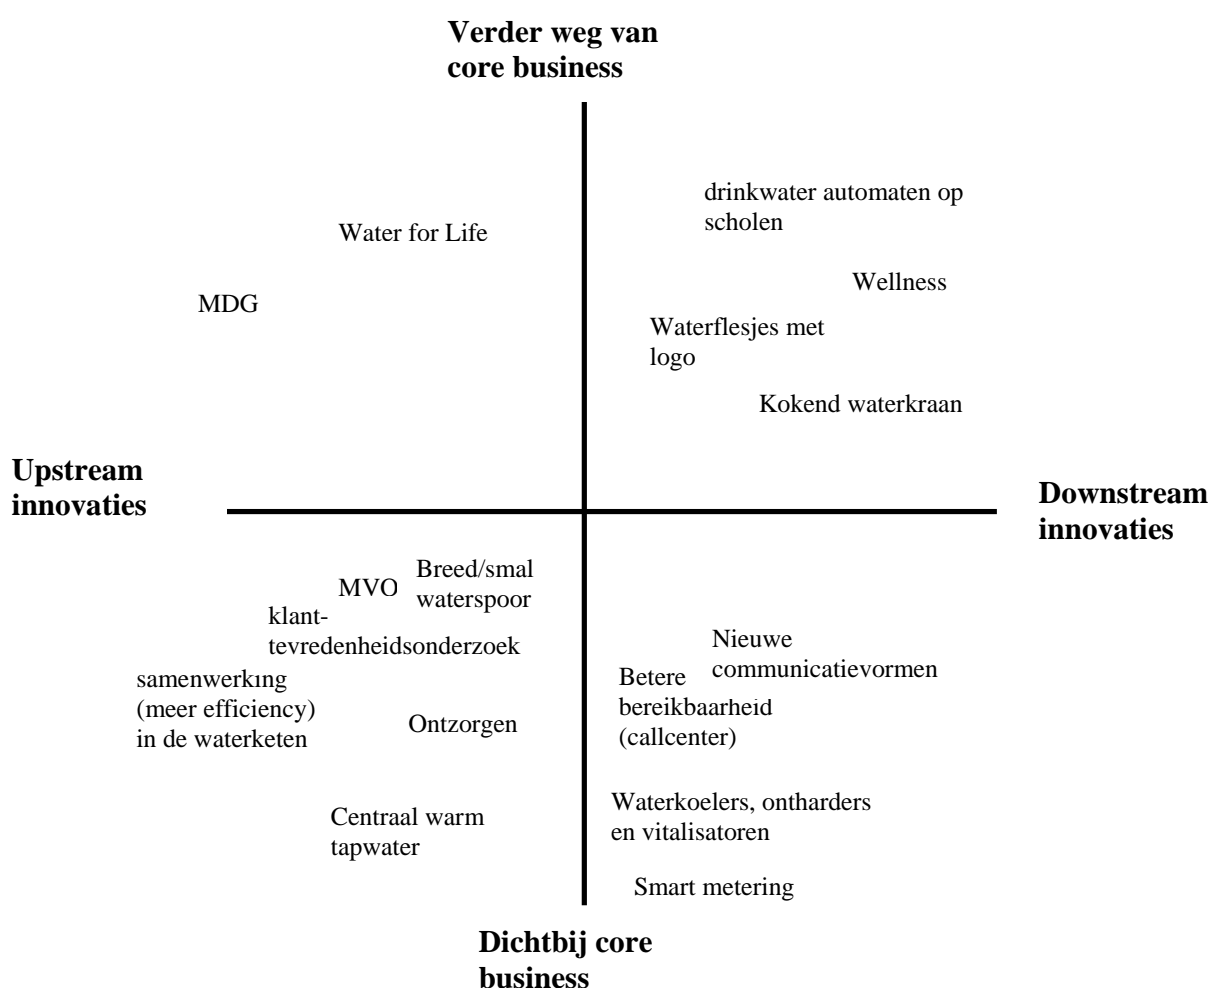 Verder weg van
core business
drinkwater automaten op
scholen
Water for Life
Wellness
MDG
Waterflesjes met
logo
Kokend waterkraan
Upstream
innovaties
Downstream
innovaties
Breed/smal
waterspoor
MVO
klant-
tevredenheidsonderzoek
Nieuwe
communicatievormen
samenwerking
(meer efficiency)
in de waterketen
Betere
bereikbaarheid
(callcenter)
Ontzorgen
Waterkoelers, ontharders
en vitalisatoren
Centraal warm
tapwater
Smart metering
Dichtbij core
business